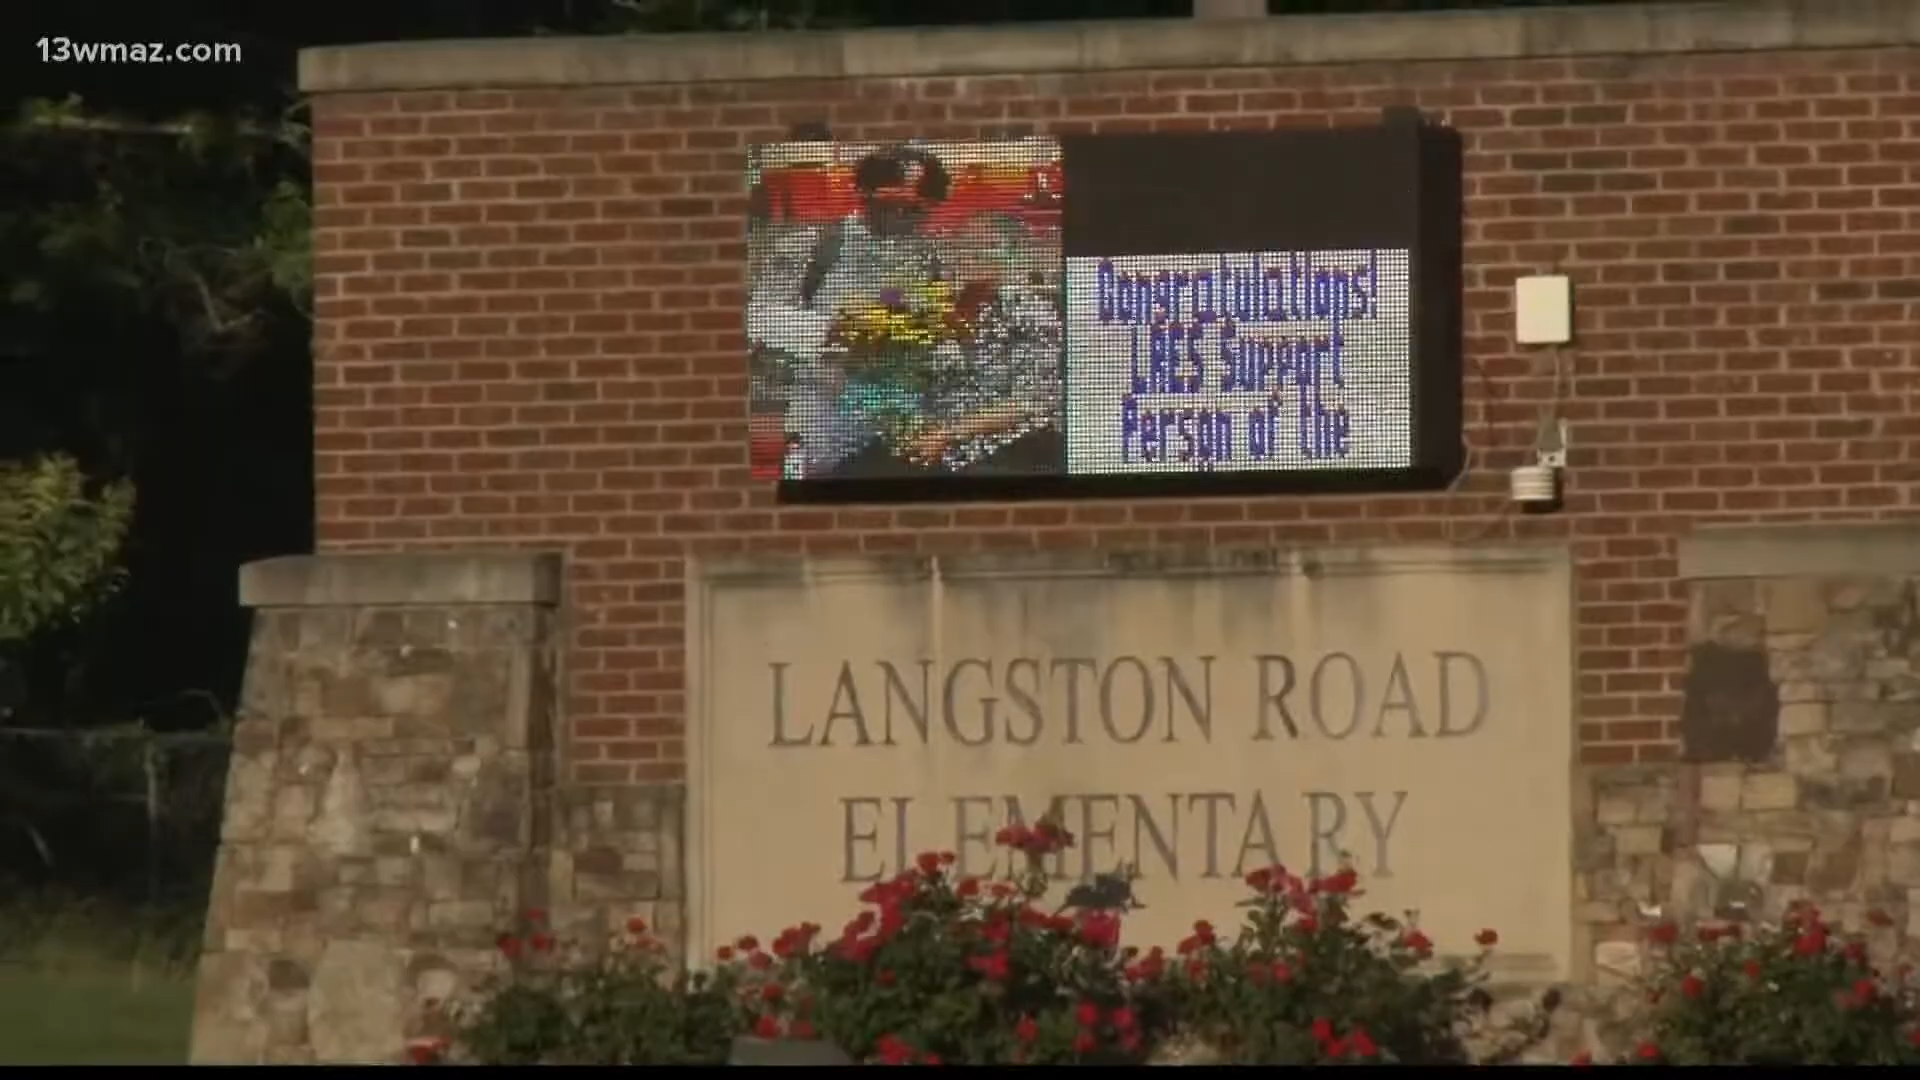 13wmaz.com
Congratulations!
LRES Support
Person of the
LANGSTON ROAD
ELEMENTARY